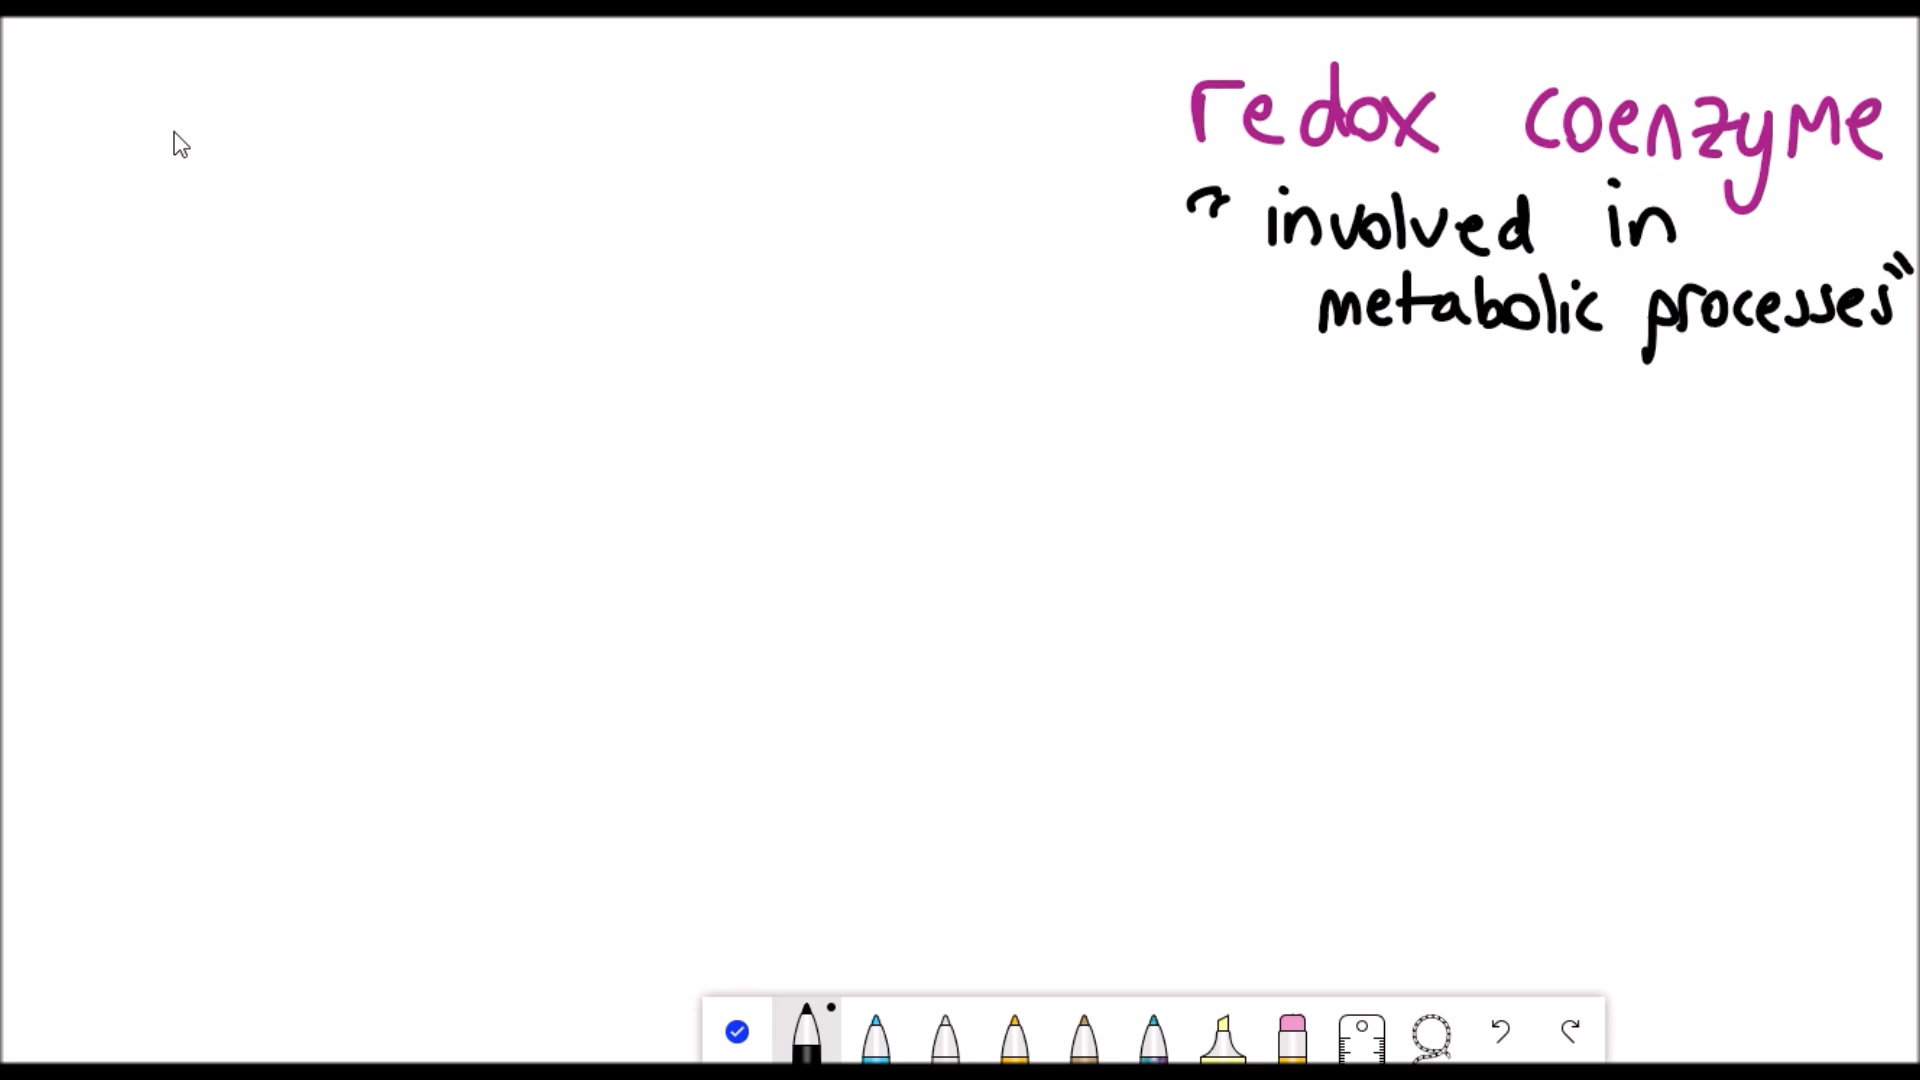 redox coenzyme
" involved in
metabolic processes"